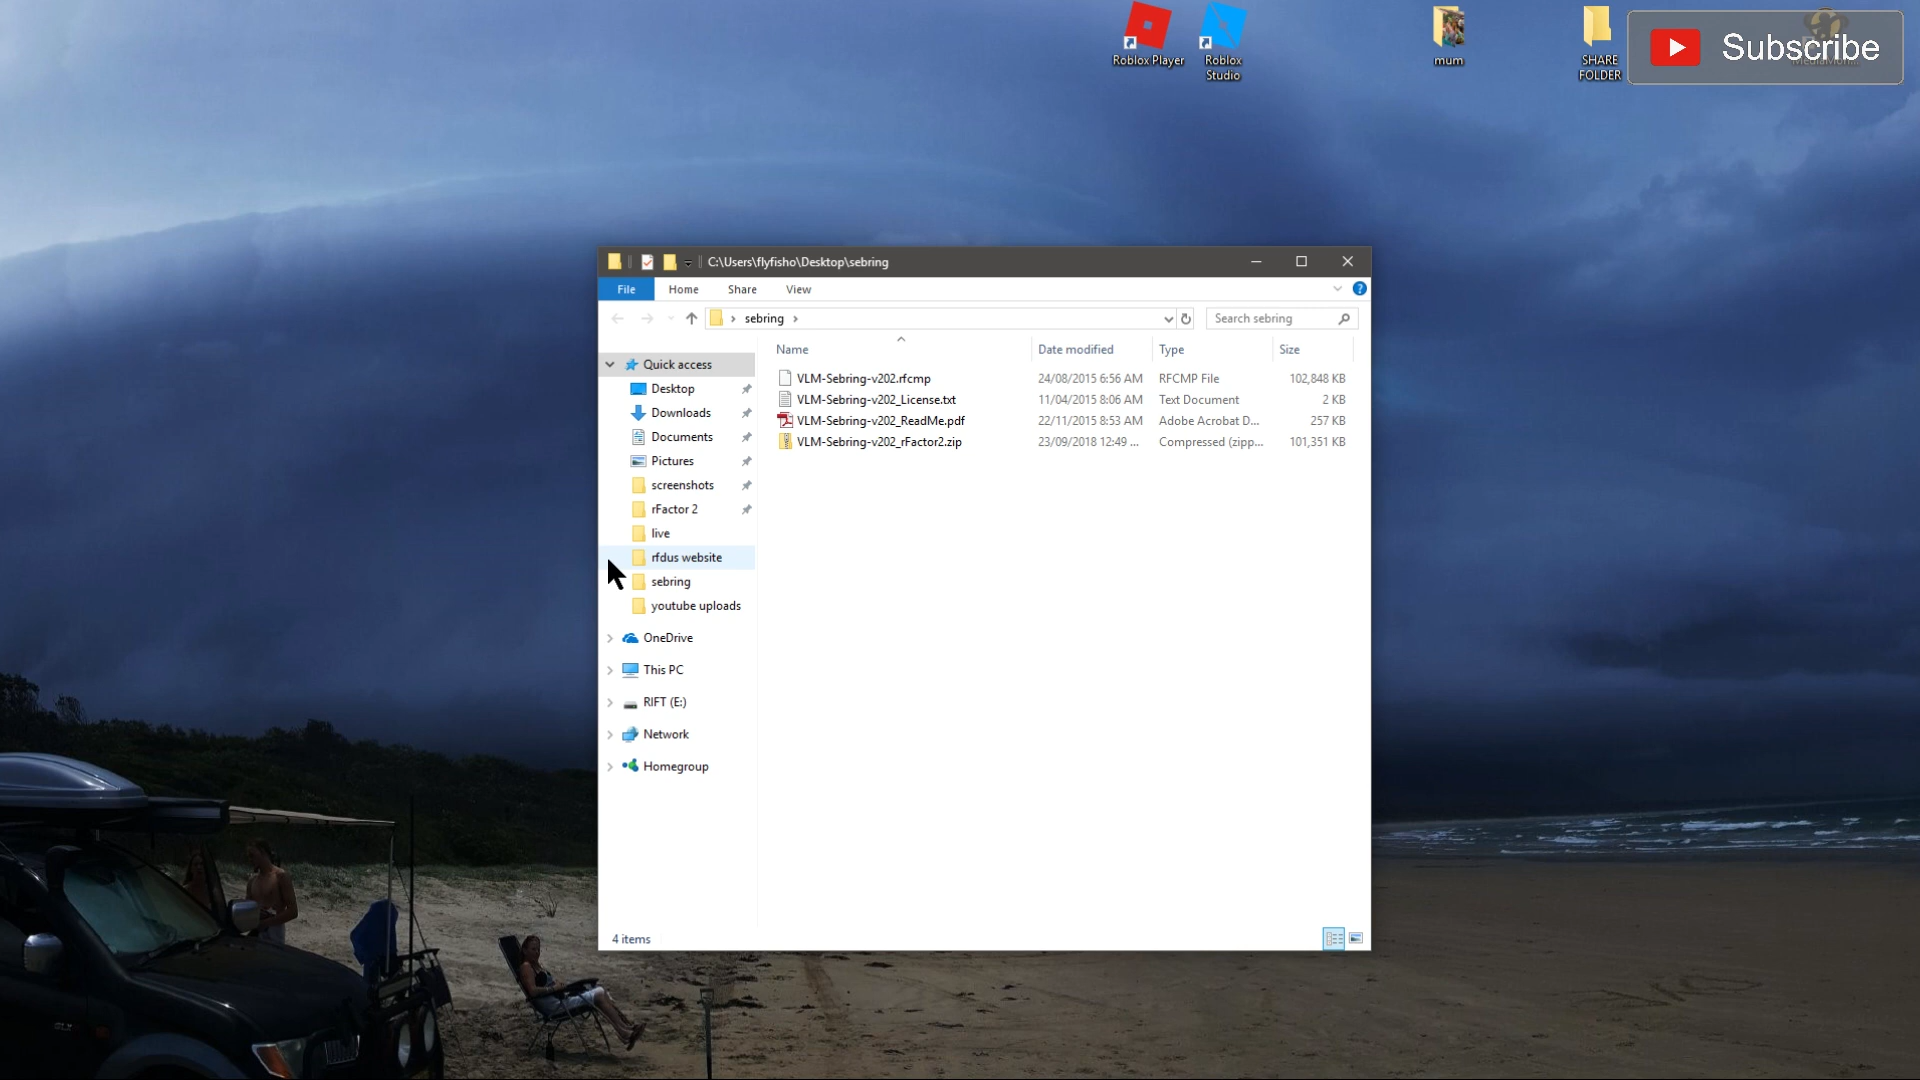 Roblox Player
Roblox
Studio
mum
SHARE
FOLDER
Subscribe
C:\Users\flyfisho\Desktop\sebring
File Home Share View
sebring
Search sebring
Name Date modified Type Size
Quick access
Desktop
Downloads
Documents
Pictures
screenshots
rFactor 2
live
rfdus website
sebring
youtube uploads
OneDrive
This PC
RIFT (E:)
Network
Homegroup
VLM-Sebring-v202.rfcmp 24/08/2015 6:56 AM RFCMP File 102,848 KB
VLM-Sebring-v202_License.txt 11/04/2015 8:06 AM Text Document 2 KB
VLM-Sebring-v202_ReadMe.pdf 22/11/2015 8:53 AM Adobe Acrobat D... 257 KB
VLM-Sebring-v202_rFactor2.zip 23/09/2018 12:49 ... Compressed (zipp... 101,351 KB
4 items